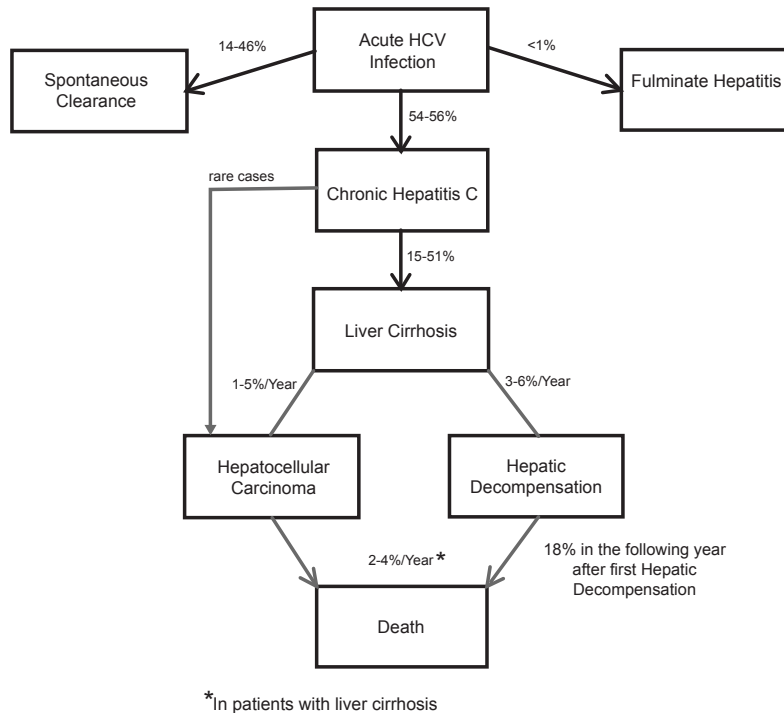 14-46%
Acute HCV
Infection
<1%
Spontaneous
Clearance
Fulminate Hepatitis
54-56%
rare cases
Chronic Hepatitis C
15-51%
Liver Cirrhosis
1-5%/Year
3-6%/Year
Hepatocellular
Carcinoma
Hepatic
Decompensation
2-4%/Year*
18% in the following year
after first Hepatic
Decompensation
Death
*In patients with liver cirrhosis